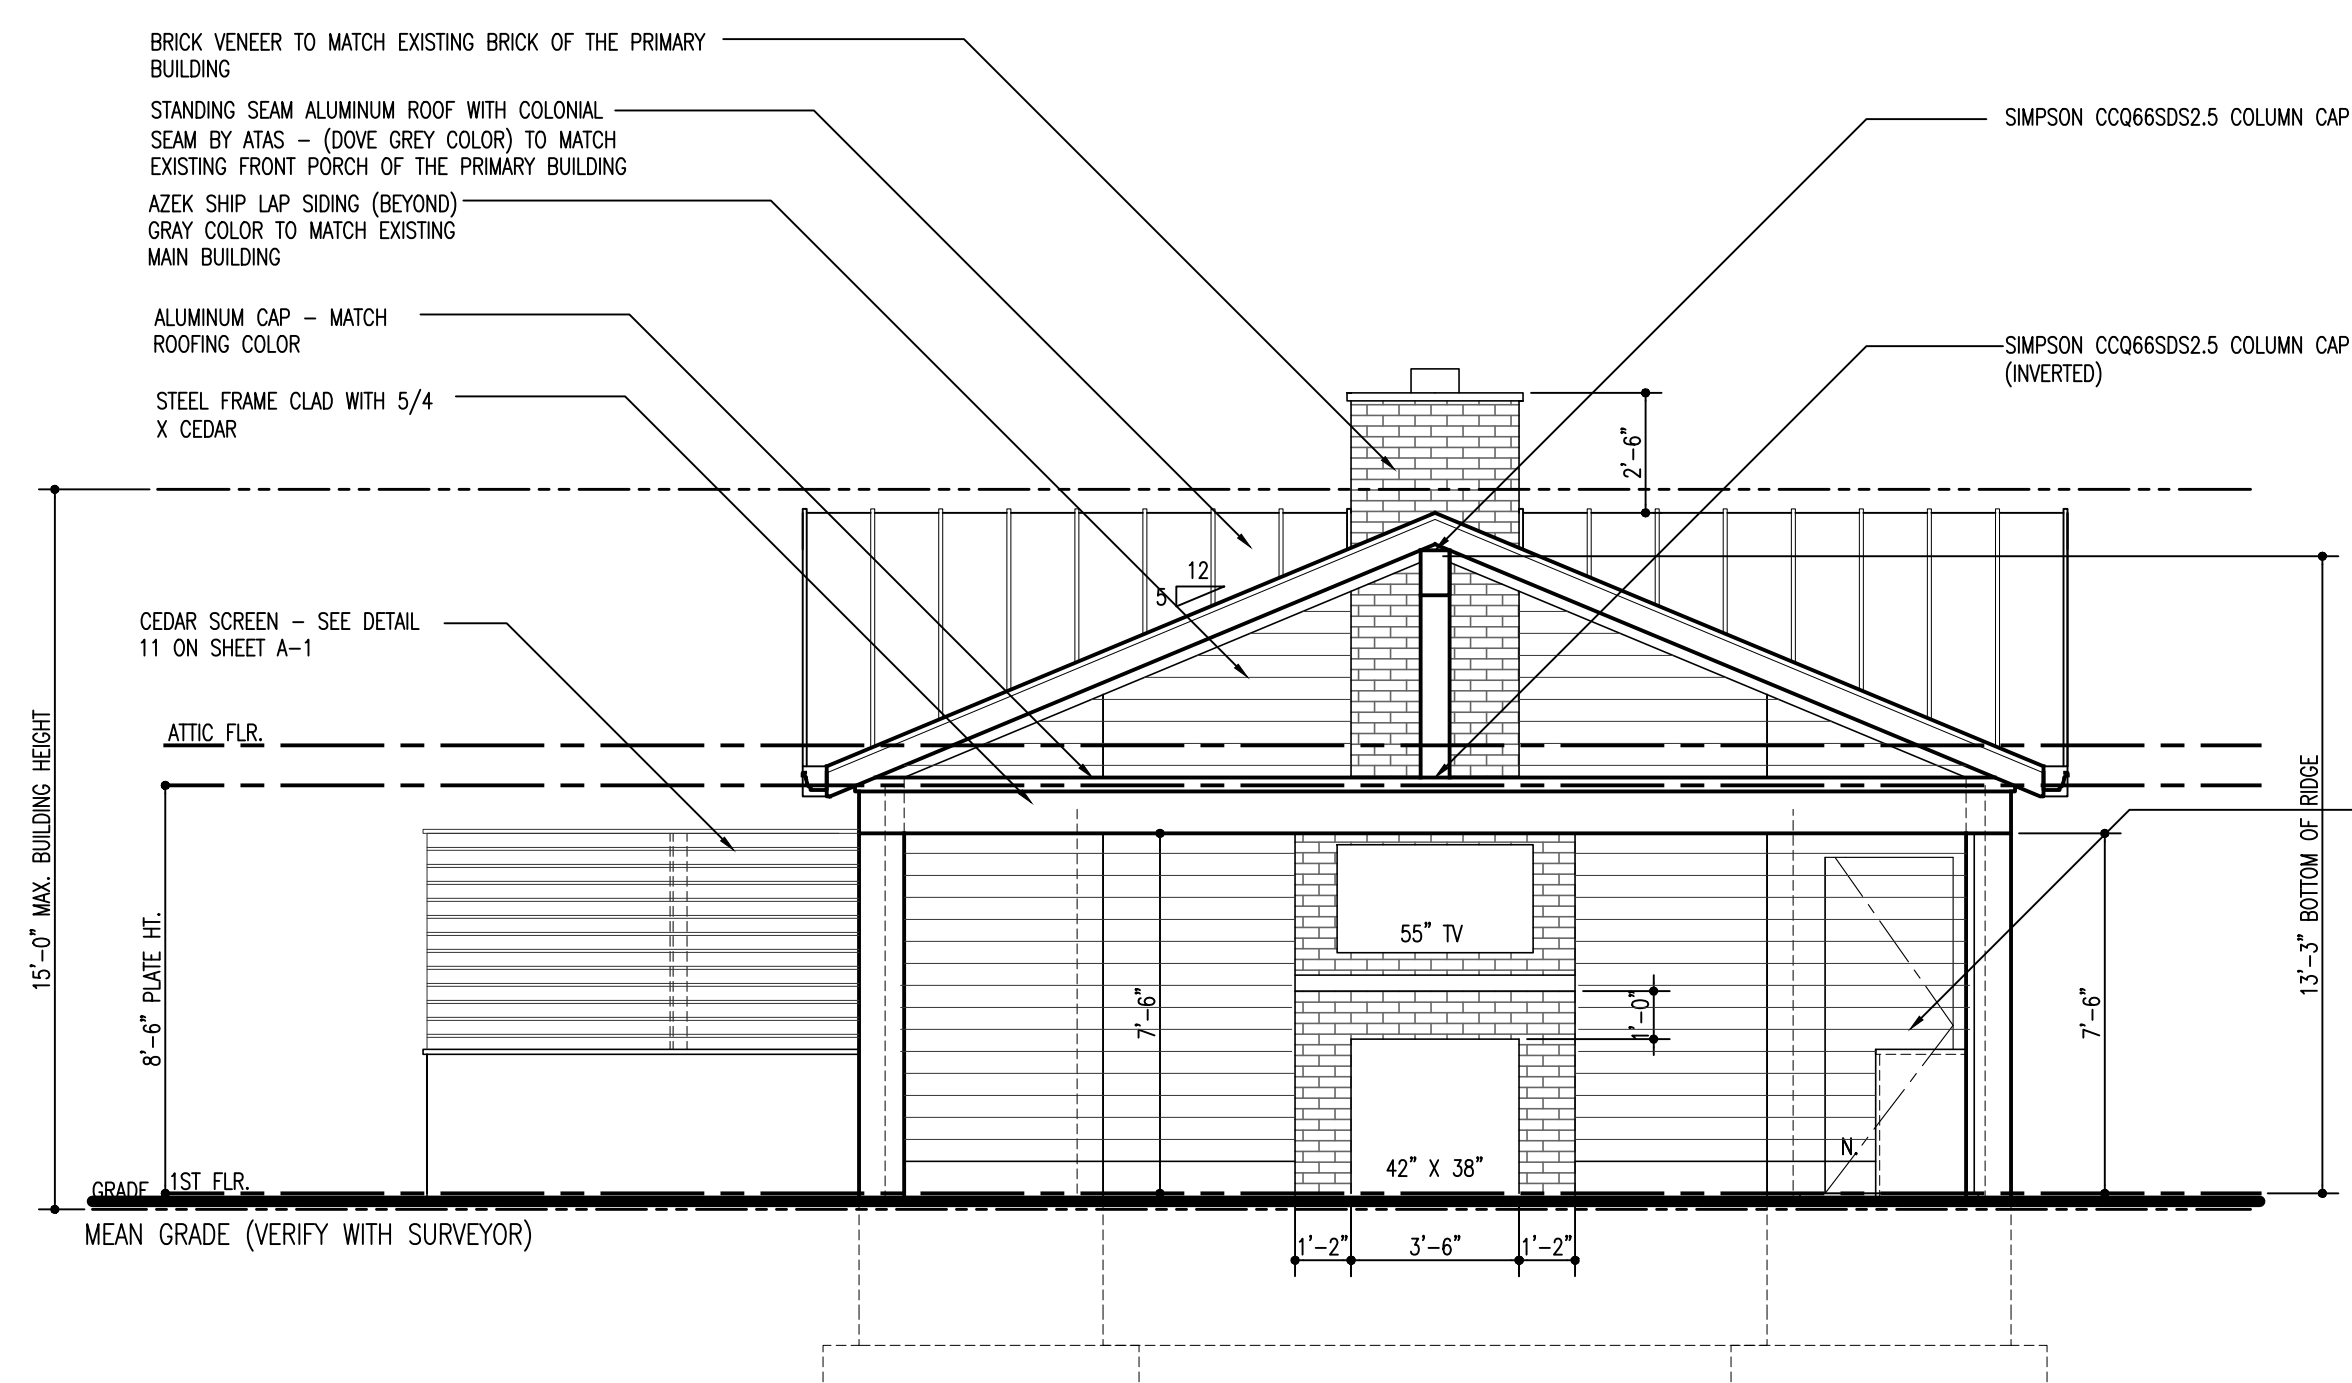 BRICK VENEER TO MATCH EXISTING BRICK OF THE PRIMARY
BUILDING
STANDING SEAM ALUMINUM ROOF WITH COLONIAL
SEAM BY ATAS – (DOVE GREY COLOR) TO MATCH
EXISTING FRONT PORCH OF THE PRIMARY BUILDING
AZEK SHIP LAP SIDING (BEYOND)
GRAY COLOR TO MATCH EXISTING
MAIN BUILDING
ALUMINUM CAP – MATCH
ROOFING COLOR
STEEL FRAME CLAD WITH 5/4
X CEDAR
CEDAR SCREEN – SEE DETAIL
11 ON SHEET A–1
SIMPSON CCQ66SDS2.5 COLUMN CAP
SIMPSON CCQ66SDS2.5 COLUMN CAP
(INVERTED)
2'–6"
12
5
ATTIC FLR.
15'–0" MAX. BUILDING HEIGHT
8'–6" PLATE HT.
13'–3" BOTTOM OF RIDGE
55" TV
7'–6"
1'–0"
7'–6"
N.
42" X 38"
1ST FLR.
GRADE
MEAN GRADE (VERIFY WITH SURVEYOR)
1'–2"
3'–6"
1'–2"